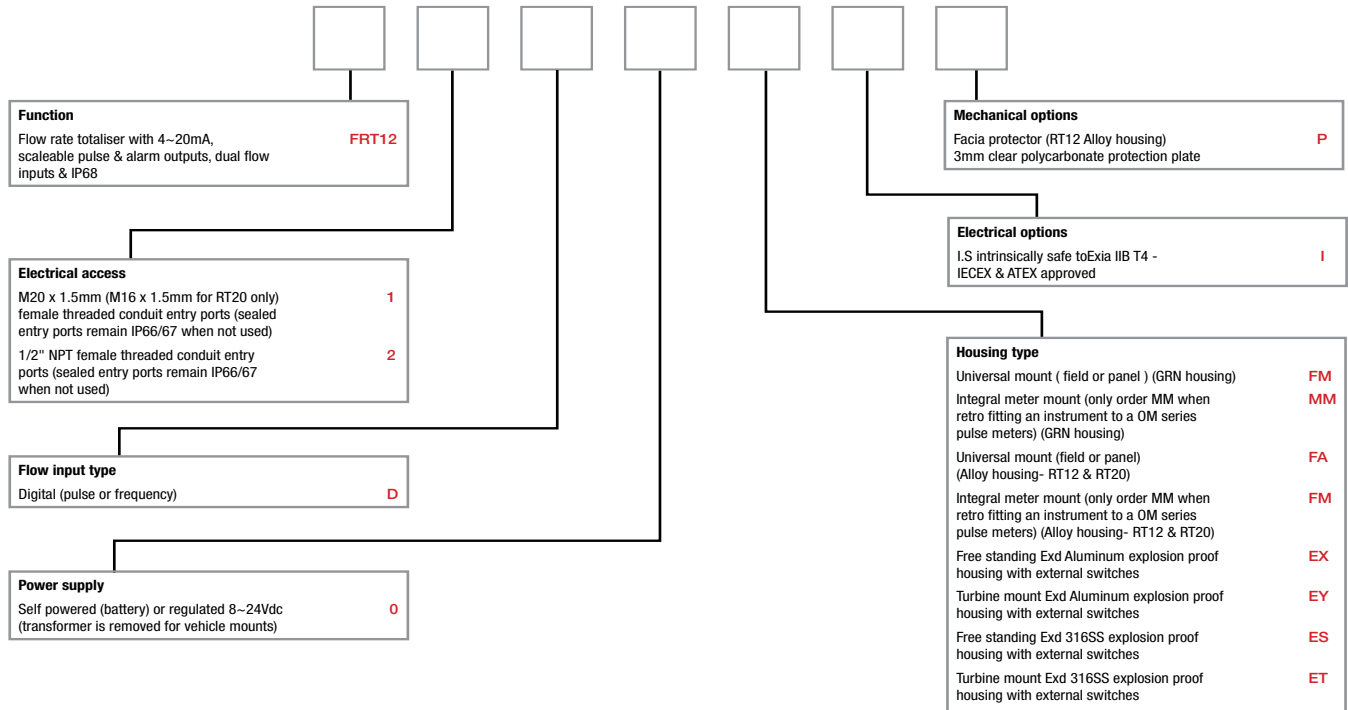 Function
Flow rate totaliser with 4~20mA, FRT12
scaleable pulse & alarm outputs, dual flow
inputs & IP68
Electrical access
M20 x 1.5mm (M16 x 1.5mm for RT20 only) 1
female threaded conduit entry ports (sealed
entry ports remain IP66/67 when not used)
1/2" NPT female threaded conduit entry 2
ports (sealed entry ports remain IP66/67
when not used)
Flow input type
Digital (pulse or frequency) D
Power supply
Self powered (battery) or regulated 8~24Vdc 0
(transformer is removed for vehicle mounts)
Mechanical options
Facia protector (RT12 Alloy housing) P
3mm clear polycarbonate protection plate
Electrical options
I.S intrinsically safe toExia IIB T4 - I
IECEX & ATEX approved
Housing type
Universal mount ( field or panel ) (GRN housing) FM
Integral meter mount (only order MM when MM
retro fitting an instrument to a OM series
pulse meters) (GRN housing)
Universal mount (field or panel) FA
(Alloy housing- RT12 & RT20)
Integral meter mount (only order MM when FM
retro fitting an instrument to a OM series
pulse meters) (Alloy housing- RT12 & RT20)
Free standing Exd Aluminum explosion proof EX
housing with external switches
Turbine mount Exd Aluminum explosion proof EY
housing with external switches
Free standing Exd 316SS explosion proof ES
housing with external switches
Turbine mount Exd 316SS explosion proof ET
housing with external switches